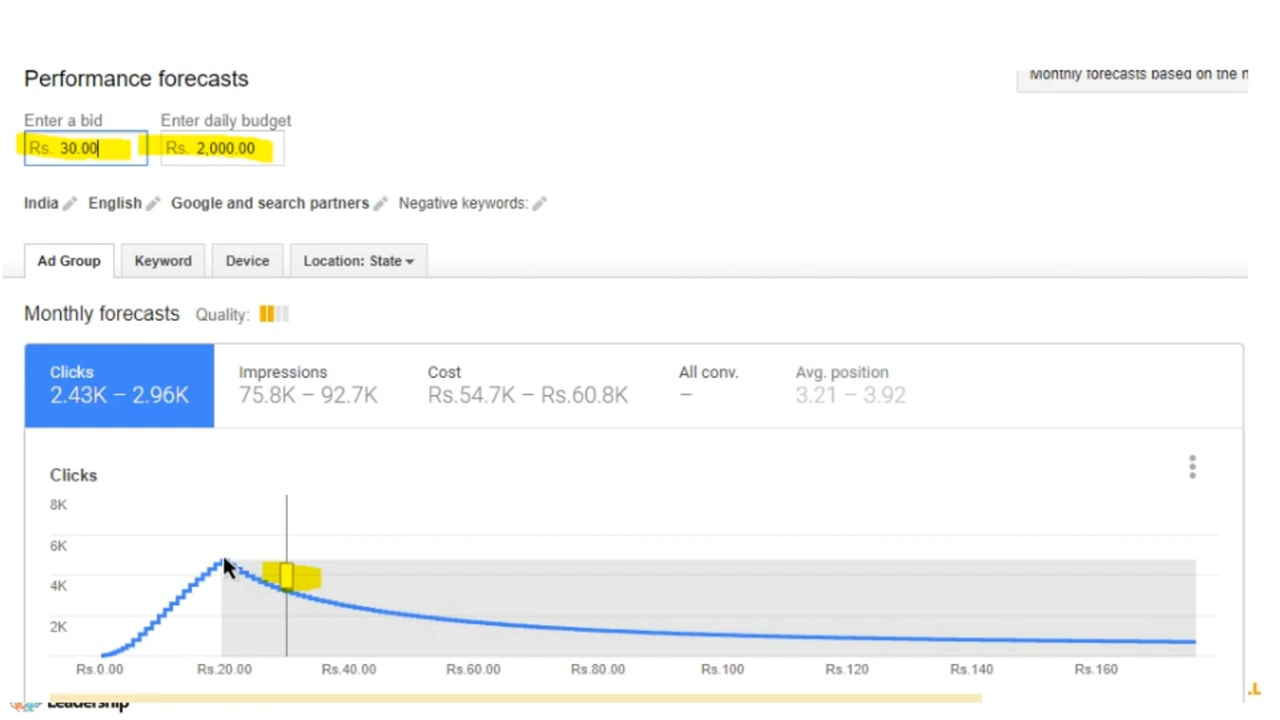 Performance forecasts
Monthly forecasts based on the
Enter a bid
Enter daily budget
Rs. 30.00
Rs. 2,000.00
India English Google and search partners Negative keywords:
Ad Group Keyword Device Location: State
Monthly forecasts Quality:
Clicks
2.43K – 2.96K
Impressions
75.8K – 92.7K
Cost
Rs.54.7K – Rs.60.8K
All conv.
–
Avg. position
3.21 – 3.92
Clicks
8K
6K
4K
2K
Rs.0.00 Rs.20.00 Rs.40.00 Rs.60.00 Rs.80.00 Rs.100 Rs.120 Rs.140 Rs.160
Leadership